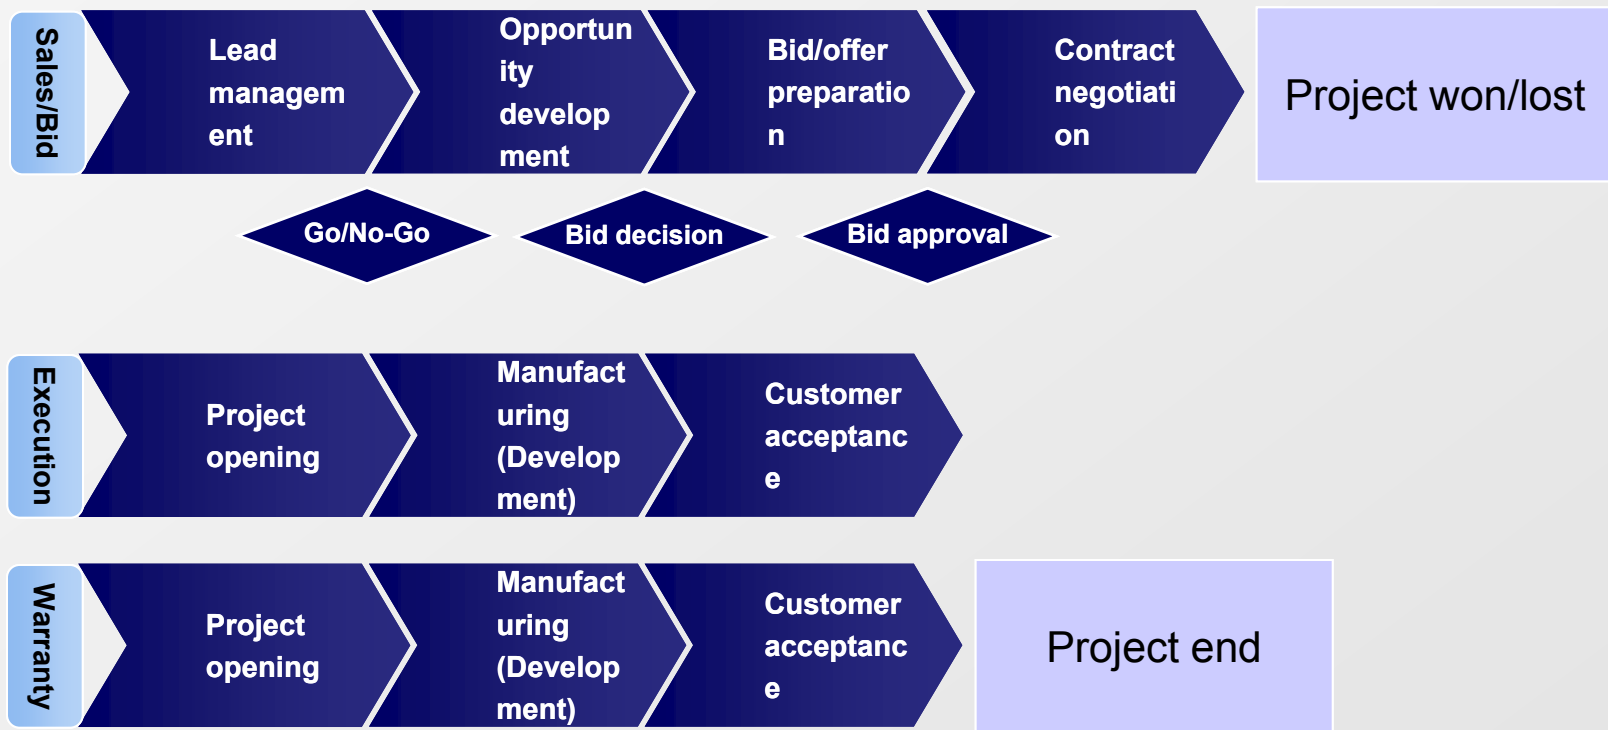 Sales/Bid
Lead
managem
ent
Opportun
ity
develop
ment
Bid/offer
preparatio
n
Contract
negotiati
on
Project won/lost
Go/No-Go
Bid decision
Bid approval
Execution
Project
opening
Manufact
uring
(Develop
ment)
Customer
acceptanc
e
Warranty
Project
opening
Manufact
uring
(Develop
ment)
Customer
acceptanc
e
Project end